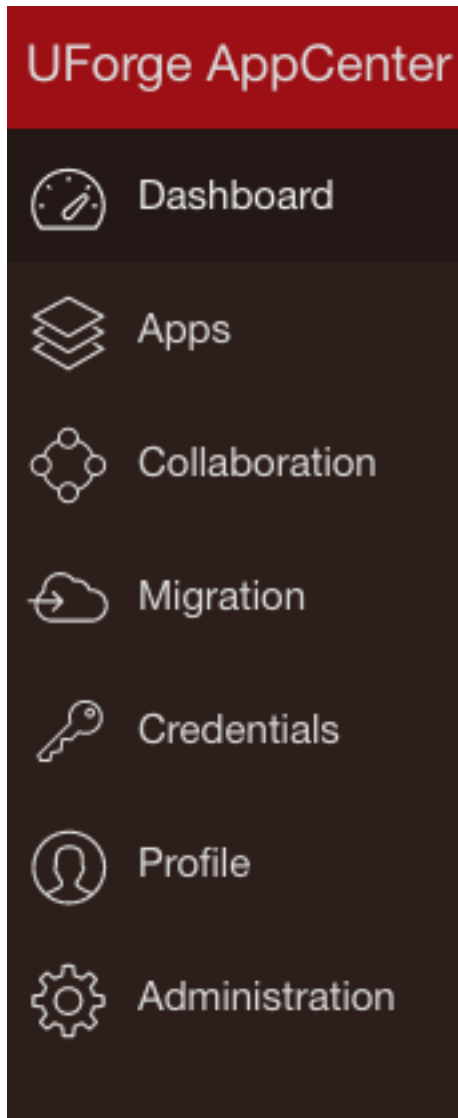 UForge AppCenter
Dashboard
Apps
Collaboration
Migration
Credentials
Profile
Administration